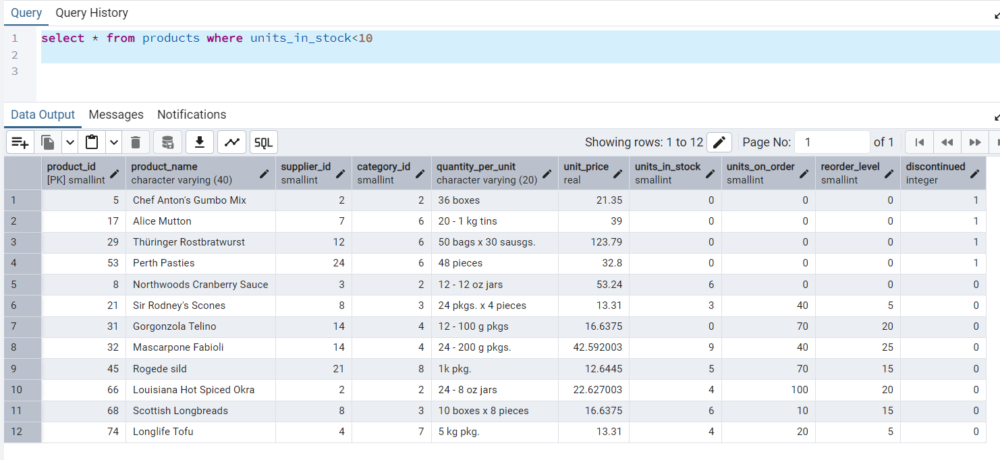 Query Query History
1 select * from products where units_in_stock<10
2
3
Data Output Messages Notifications
SQL Showing rows: 1 to 12 Page No: 1 of 1
product_id product_name supplier_id category_id quantity_per_unit unit_price units_in_stock units_on_order reorder_level discontinued
[PK] smallint character varying (40) smallint smallint character varying (20) real smallint smallint smallint integer
1 5 Chef Anton's Gumbo Mix 2 2 36 boxes 21.35 0 0 0 1
2 17 Alice Mutton 7 6 20 - 1 kg tins 39 0 0 0 1
3 29 Thüringer Rostbratwurst 12 6 50 bags x 30 sausgs. 123.79 0 0 0 1
4 53 Perth Pasties 24 6 48 pieces 32.8 0 0 0 1
5 8 Northwoods Cranberry Sauce 3 2 12 - 12 oz jars 53.24 6 0 0 0
6 21 Sir Rodney's Scones 8 3 24 pkgs. x 4 pieces 13.31 3 40 5 0
7 31 Gorgonzola Telino 14 4 12 - 100 g pkgs 16.6375 0 70 20 0
8 32 Mascarpone Fabioli 14 4 24 - 200 g pkgs. 42.592003 9 40 25 0
9 45 Rogede sild 21 8 1k pkg. 12.6445 5 70 15 0
10 66 Louisiana Hot Spiced Okra 2 2 24 - 8 oz jars 22.627003 4 100 20 0
11 68 Scottish Longbreads 8 3 10 boxes x 8 pieces 16.6375 6 10 15 0
12 74 Longlife Tofu 4 7 5 kg pkg. 13.31 4 20 5 0